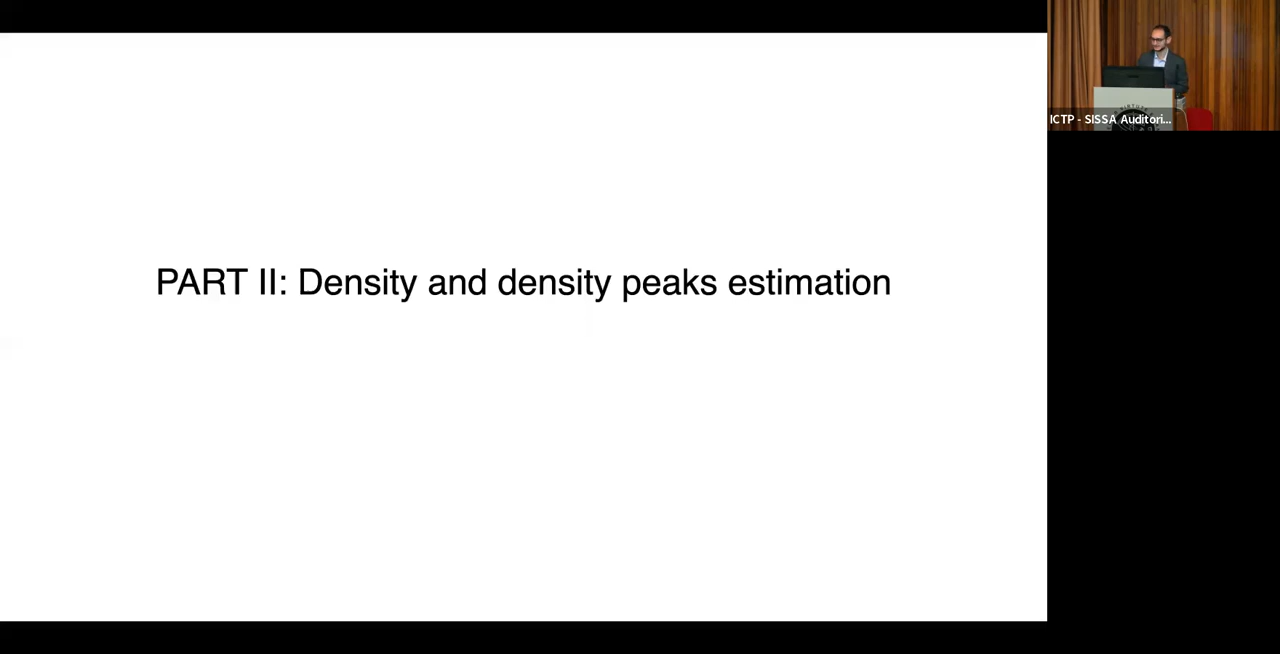 PART II: Density and density peaks estimation
ICTP - SISSA Auditori...